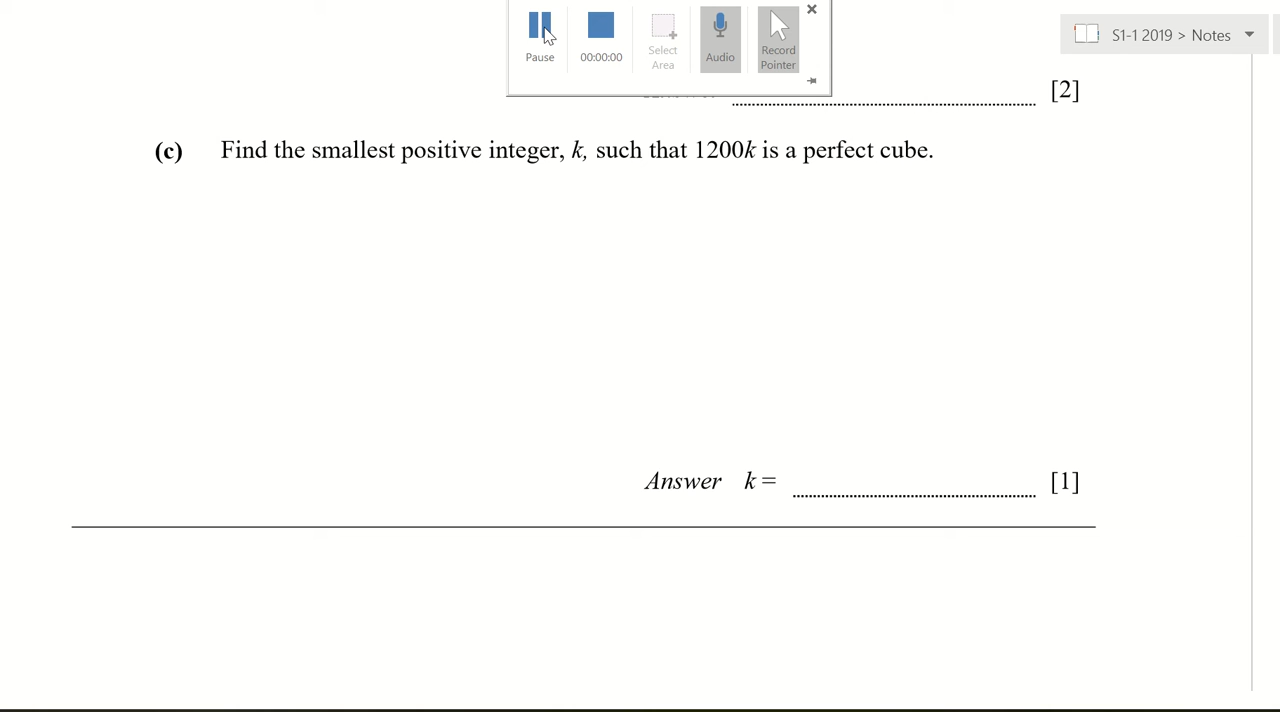 Pause
00:00:00
Select
Area
Audio
Record
Pointer
S1-1 2019 > Notes
[2]
(c) Find the smallest positive integer, k, such that 1200k is a perfect cube.
Answer k = [1]